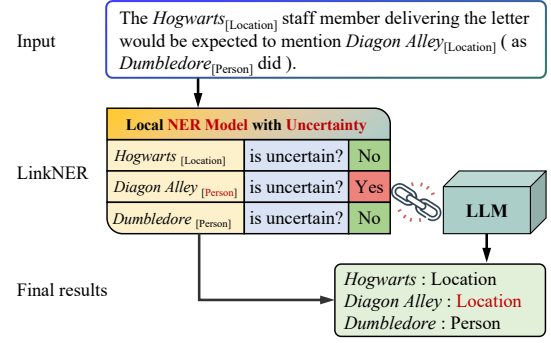 Input
The Hogwarts[Location] staff member delivering the letter
would be expected to mention Diagon Alley[Location] ( as
Dumbledore[Person] did ).
LinkNER
Local NER Model with Uncertainty
Hogwarts [Location] is uncertain? No
Diagon Alley [Person] is uncertain? Yes
Dumbledore [Person] is uncertain? No
LLM
Final results
Hogwarts : Location
Diagon Alley : Location
Dumbledore : Person